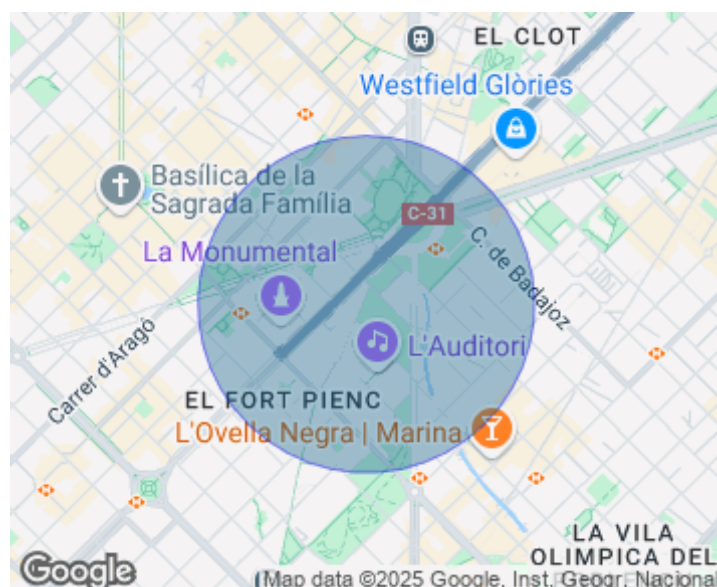 EL CLOT
Westfield Glòries
Basílica de la
Sagrada Família
C-31
La Monumental
C. de Badajoz
L'Auditori
Carrer d'Aragó
EL FORT PIENC
L'Ovella Negra | Marina
LA VILA
OLIMPICA DEL
Google
Map data ©2025 Google, Inst. Geogr. Nacional